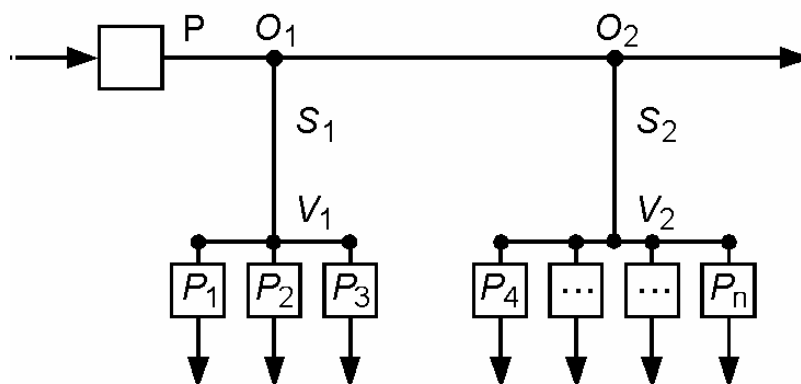 P O₁ O₂
S₁ S₂
V₁ V₂
P₁ P₂ P₃ P₄ ... ... Pₙ